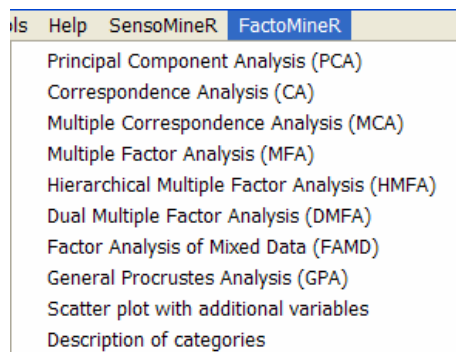 ls Help SensoMineR FactoMineR
Principal Component Analysis (PCA)
Correspondence Analysis (CA)
Multiple Correspondence Analysis (MCA)
Multiple Factor Analysis (MFA)
Hierarchical Multiple Factor Analysis (HMFA)
Dual Multiple Factor Analysis (DMFA)
Factor Analysis of Mixed Data (FAMD)
General Procrustes Analysis (GPA)
Scatter plot with additional variables
Description of categories